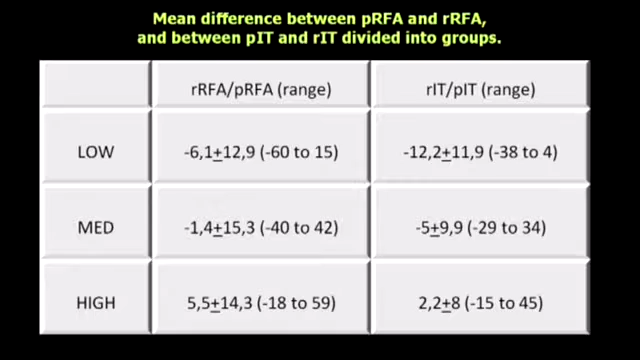 Mean difference between pRFA and rRFA,
and between pIT and rIT divided into groups.
rRFA/pRFA (range) rIT/pIT (range)
LOW -6,1±12,9 (-60 to 15) -12,2±11,9 (-38 to 4)
MED -1,4±15,3 (-40 to 42) -5±9,9 (-29 to 34)
HIGH 5,5±14,3 (-18 to 59) 2,2±8 (-15 to 45)